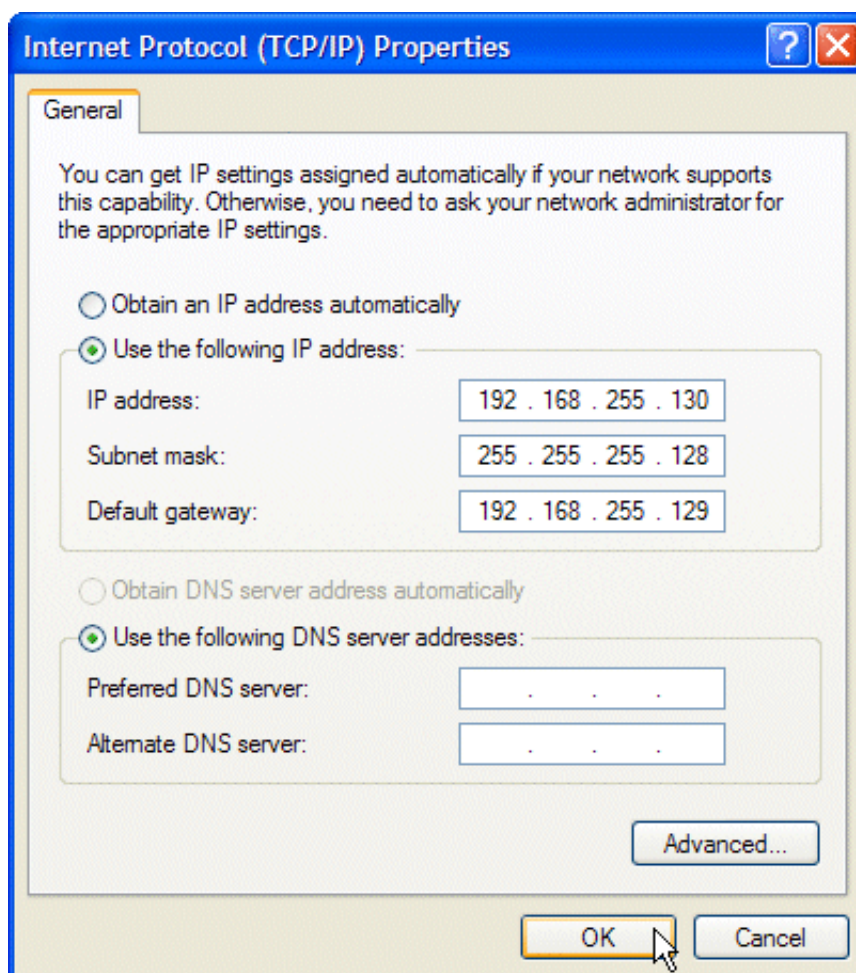 Internet Protocol (TCP/IP) Properties
General
You can get IP settings assigned automatically if your network supports
this capability. Otherwise, you need to ask your network administrator for
the appropriate IP settings.
Obtain an IP address automatically
Use the following IP address:
IP address: 192 . 168 . 255 . 130
Subnet mask: 255 . 255 . 255 . 128
Default gateway: 192 . 168 . 255 . 129
Obtain DNS server address automatically
Use the following DNS server addresses:
Preferred DNS server: . . .
Alternate DNS server: . . .
Advanced...
OK Cancel